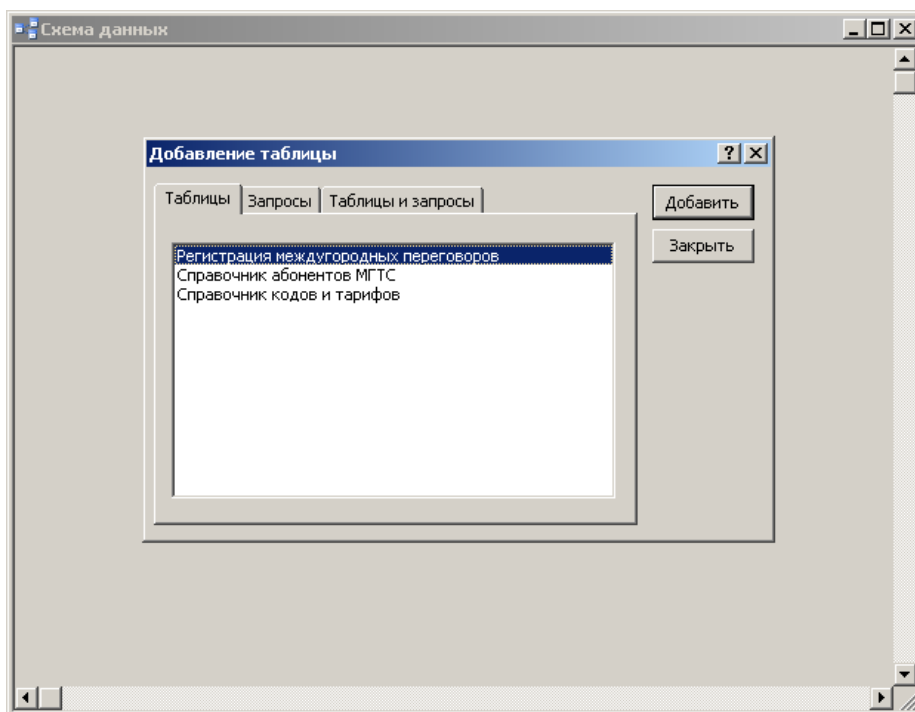 Схема данных
Добавление таблицы
Таблицы Запросы Таблицы и запросы
Добавить
Закрыть
Регистрация междугородных переговоров
Справочник абонентов МГТС
Справочник кодов и тарифов